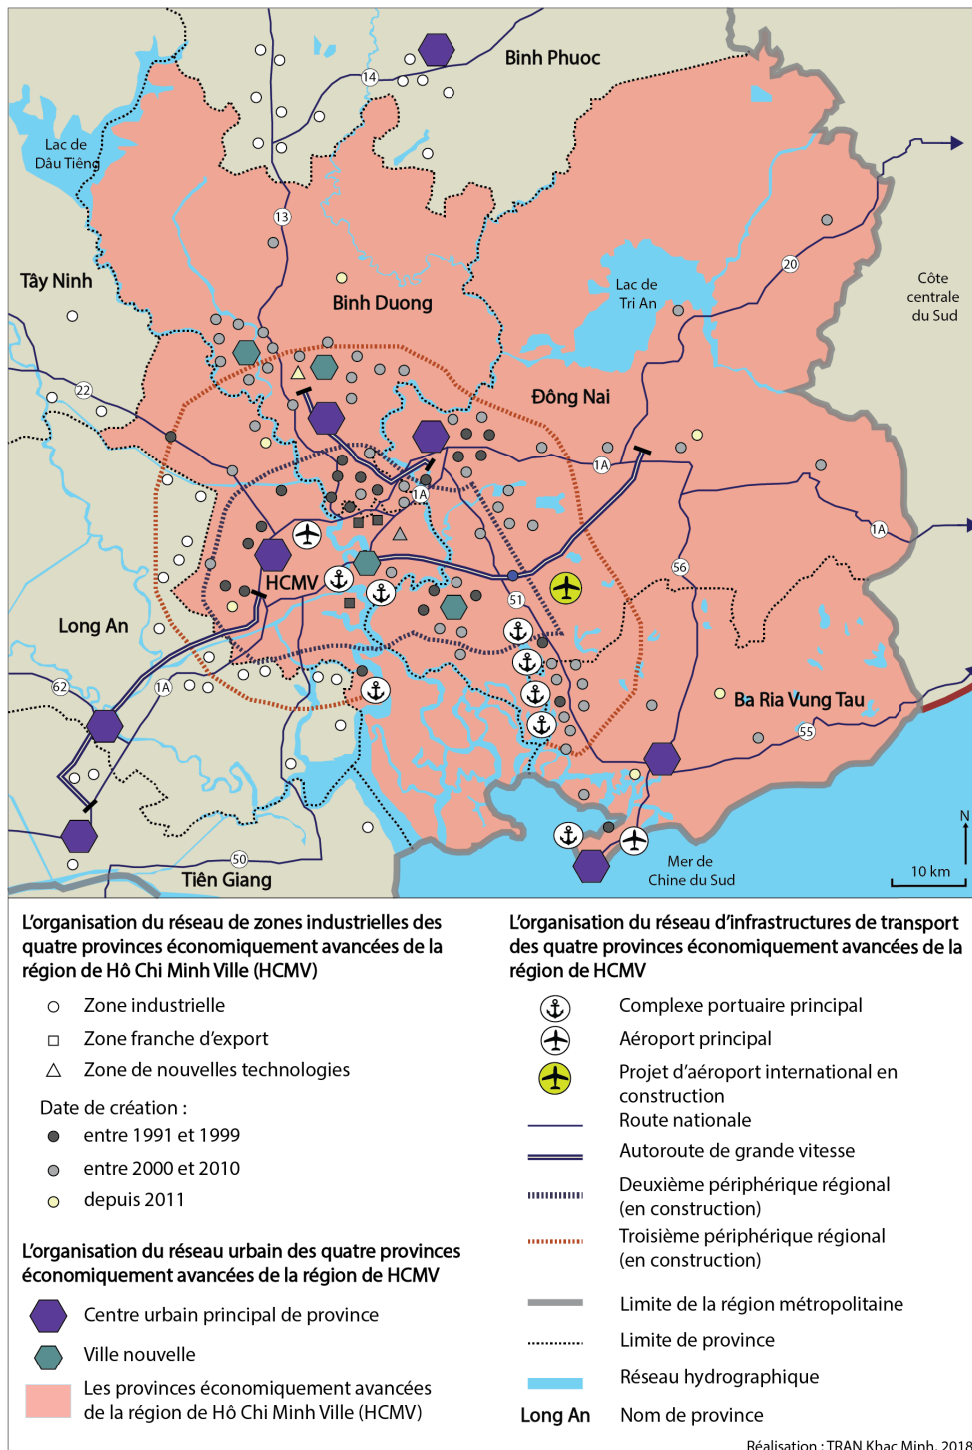 Binh Phuoc
14
Lac de
Dâu Tiêng
13
20
Tây Ninh
Côte
centrale
du Sud
Lac de
Tri An
Binh Duong
22
Đông Nai
1A
1A
1A
56
HCMV
51
Long An
62
1A
Ba Ria Vung Tau
55
N
50
Tiên Giang
Mer de
Chine du Sud
10 km
L'organisation du réseau de zones industrielles des
quatre provinces économiquement avancées de la
région de Hô Chi Minh Ville (HCMV)
Zone industrielle
Zone franche d'export
Zone de nouvelles technologies
Date de création :
entre 1991 et 1999
entre 2000 et 2010
depuis 2011
L'organisation du réseau urbain des quatre provinces
économiquement avancées de la région de HCMV
Centre urbain principal de province
Ville nouvelle
Les provinces économiquement avancées
de la région de Hô Chi Minh Ville (HCMV)
L'organisation du réseau d'infrastructures de transport
des quatre provinces économiquement avancées de la
région de HCMV
Complexe portuaire principal
Aéroport principal
Projet d'aéroport international en
construction
Route nationale
Autoroute de grande vitesse
Deuxième périphérique régional
(en construction)
Troisième périphérique régional
(en construction)
Limite de la région métropolitaine
Limite de province
Réseau hydrographique
Long An
Nom de province
Réalisation : TRAN Khac Minh, 2018